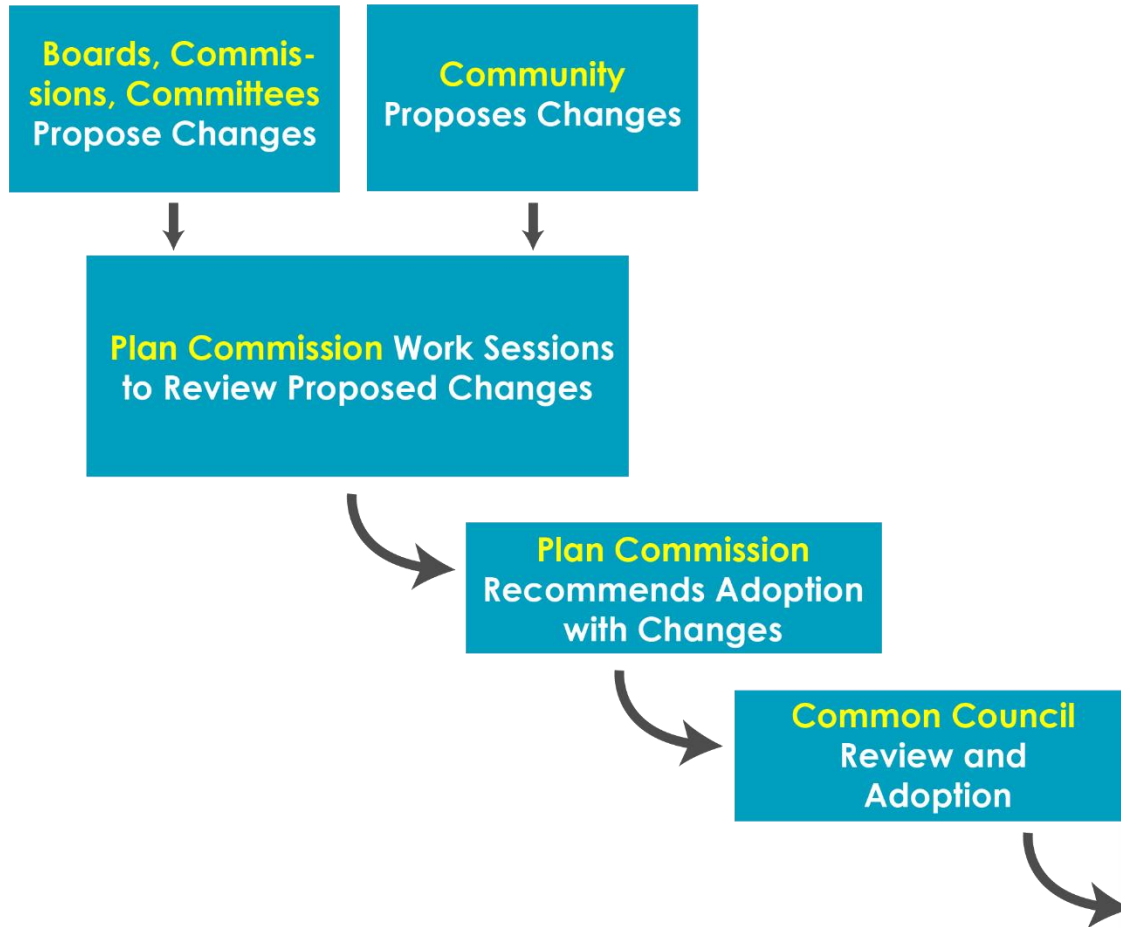 Boards, Commis-
sions, Committees
Propose Changes
Community
Proposes Changes
Plan Commission Work Sessions
to Review Proposed Changes
Plan Commission
Recommends Adoption
with Changes
Common Council
Review and
Adoption